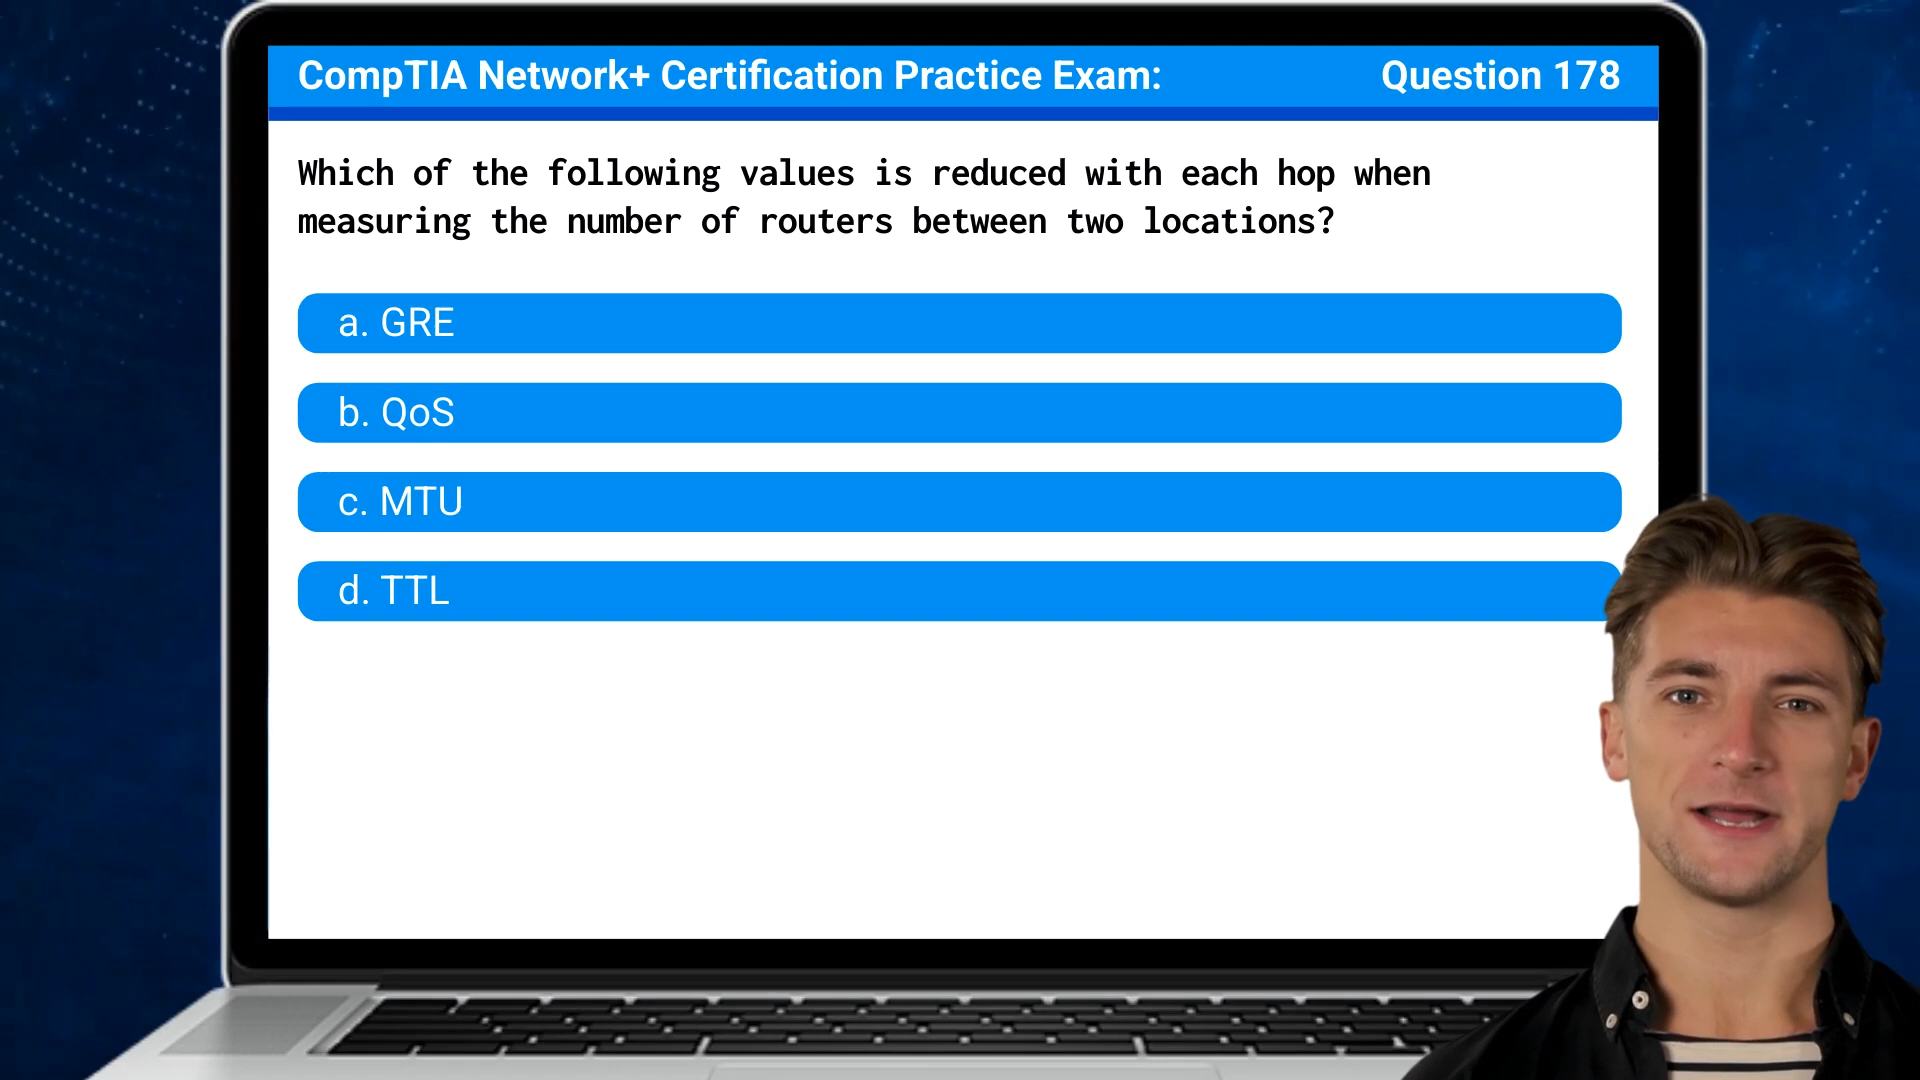 CompTIA Network+ Certification Practice Exam: Question 178
Which of the following values is reduced with each hop when
measuring the number of routers between two locations?
a. GRE
b. QoS
c. MTU
d. TTL